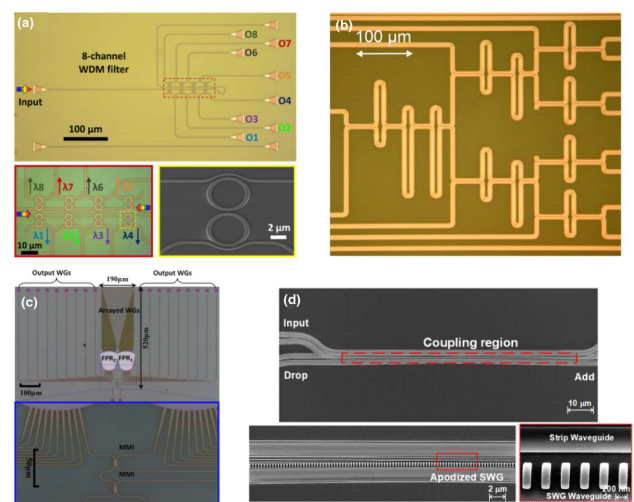 (a)
8-channel
WDM filter
Input
100 μm
O8
O7
O6
O5
O4
O3
O2
O1
λ8 λ7 λ6
λ1 λ3 λ4
10 μm
2 μm
(b)
100 μm
(c)
Output WGs
190μm
Output WGs
Arrayed WGs
520μm
FPR₂ FPR₁
100μm
MMI
MMI
50μm
(d)
Input
Coupling region
Drop
Add
10 μm
Apodized SWG
2 μm
Strip Waveguide
200 nm
SWG Waveguide